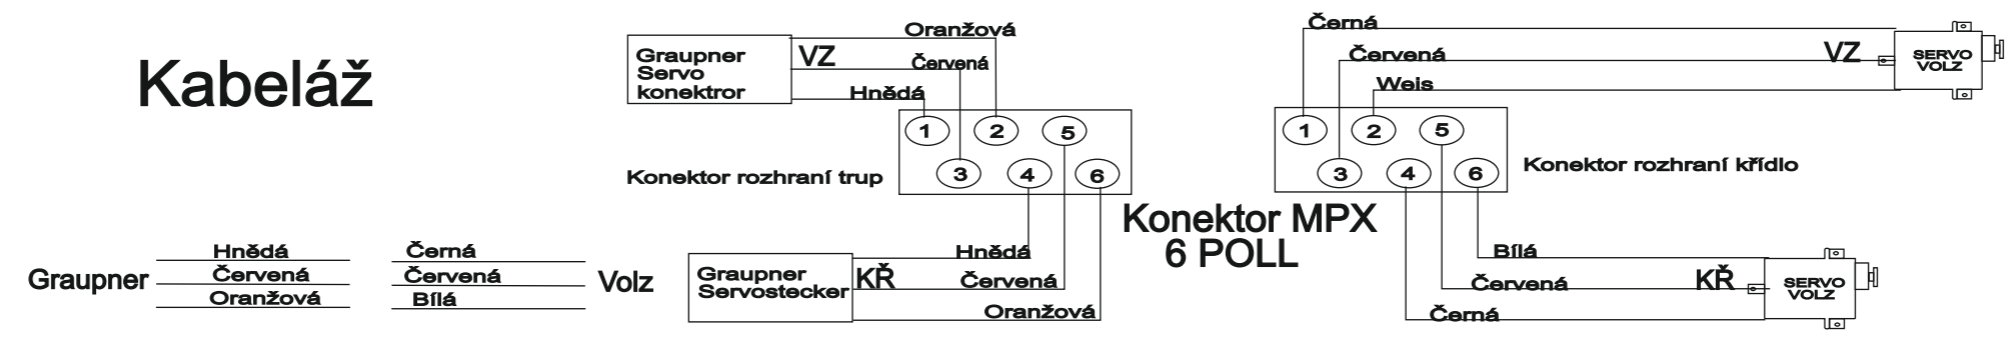 Kabeláž
Graupner
Servo
konektror
VZ
Oranžová
Červená
Hnědá
1
2
5
3
4
6
Konektor rozhraní trup
Černá
Červená
Weis
VZ
SERVO
VOLZ
1
2
5
3
4
6
Konektor rozhraní křídlo
Konektor MPX
6 POLL
Graupner
Hnědá
Červená
Oranžová
Černá
Červená
Bílá
Volz
Graupner
Servostecker
KŘ
Hnědá
Červená
Oranžová
Bílá
Červená
Černá
KŘ
SERVO
VOLZ